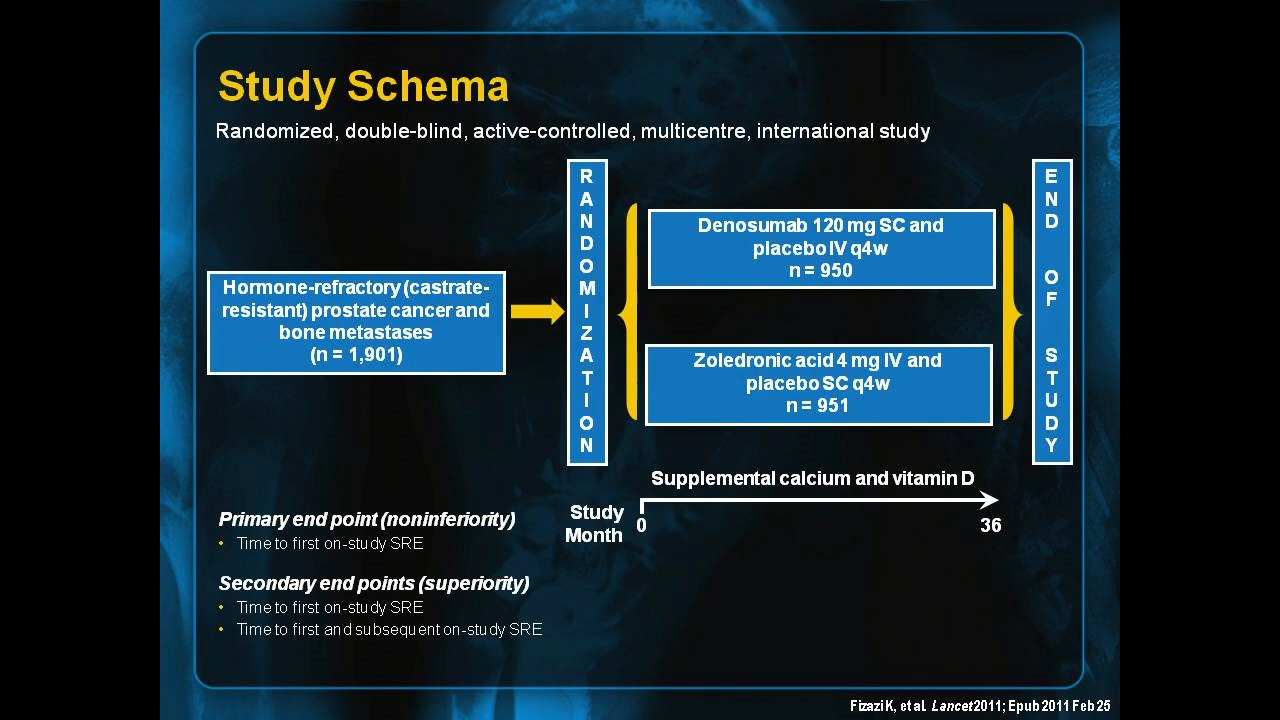 Study Schema
Randomized, double-blind, active-controlled, multicentre, international study
Hormone-refractory (castrate-
resistant) prostate cancer and
bone metastases
(n = 1,901)
RANDOMIZATION
Denosumab 120 mg SC and
placebo IV q4w
n = 950
Zoledronic acid 4 mg IV and
placebo SC q4w
n = 951
END OF STUDY
Supplemental calcium and vitamin D
Study
Month
0
36
Primary end point (noninferiority)
• Time to first on-study SRE
Secondary end points (superiority)
• Time to first on-study SRE
• Time to first and subsequent on-study SRE
Fizazi K, et al. Lancet 2011; Epub 2011 Feb 25